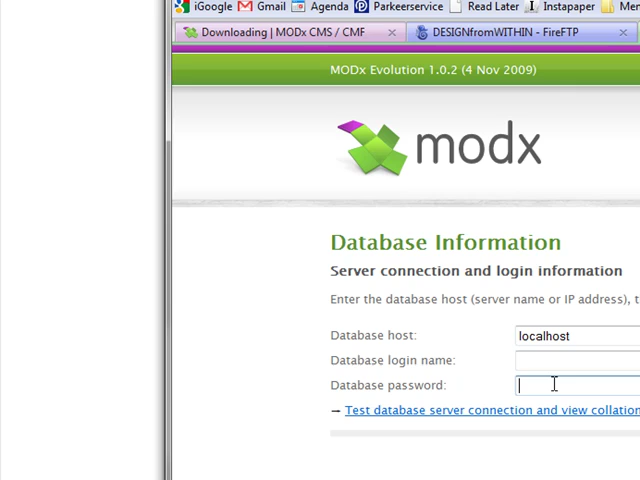 iGoogle Gmail Agenda Parkeerservice Read Later Instapaper
Downloading | MODx CMS / CMF DESIGNfromWITHIN - FireFTP
MODx Evolution 1.0.2 (4 Nov 2009)
modx
Database Information
Server connection and login information
Enter the database host (server name or IP address),
Database host: localhost
Database login name:
Database password:
→ Test database server connection and view